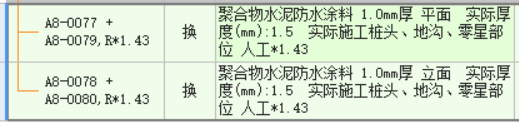 A8-0077 +
A8-0079,R*1.43
换
聚合物水泥防水涂料 1.0mm厚 平面  实际厚
度(mm):1.5  实际施工桩头、地沟、零星部
位 人工*1.43
A8-0078 +
A8-0080,R*1.43
换
聚合物水泥防水涂料 1.0mm厚 立面  实际厚
度(mm):1.5  实际施工桩头、地沟、零星部
位 人工*1.43